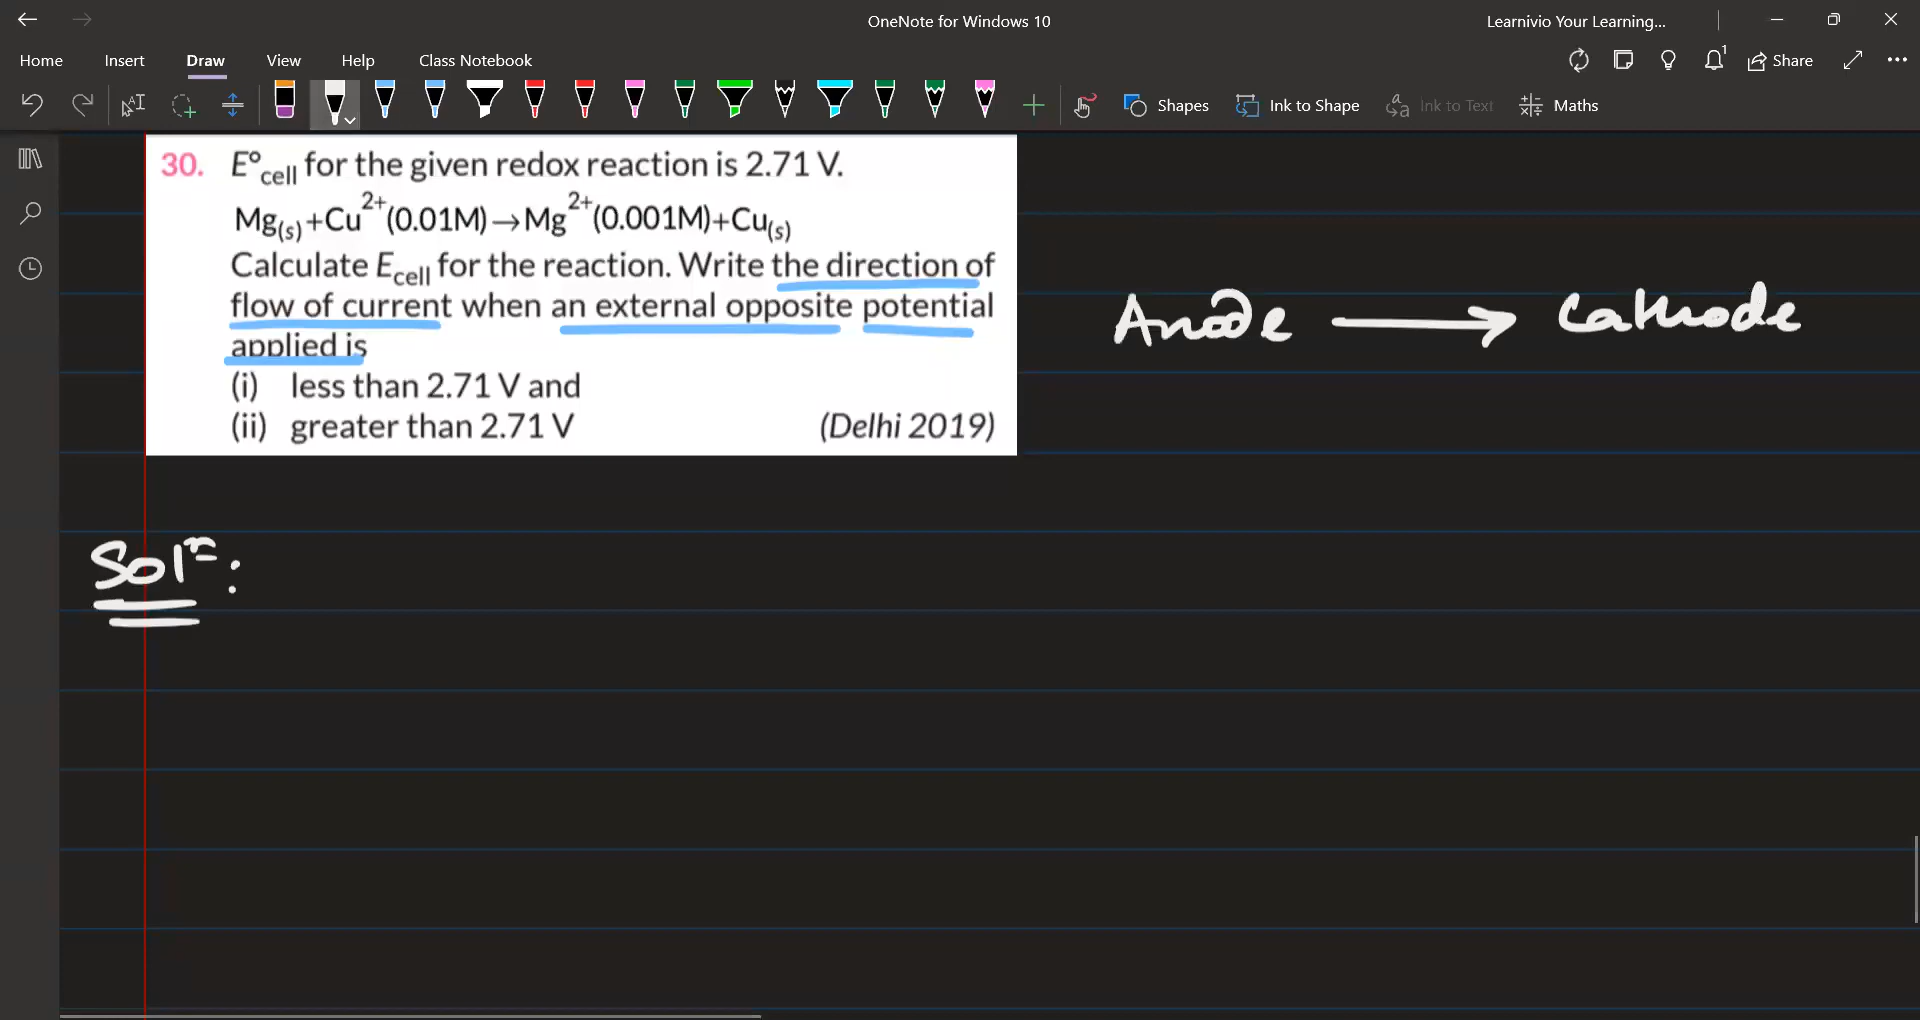 OneNote for Windows 10
Learnivio Your Learning...
Home Insert Draw View Help Class Notebook
1 Share
Shapes Ink to Shape Ink to Text Maths
30. E°cell for the given redox reaction is 2.71 V.
Mg(s)+Cu2+(0.01M)→Mg2+(0.001M)+Cu(s)
Calculate Ecell for the reaction. Write the direction of
flow of current when an external opposite potential
applied is
(i) less than 2.71 V and
(ii) greater than 2.71 V (Delhi 2019)
Anode → Cathode
Solⁿ: